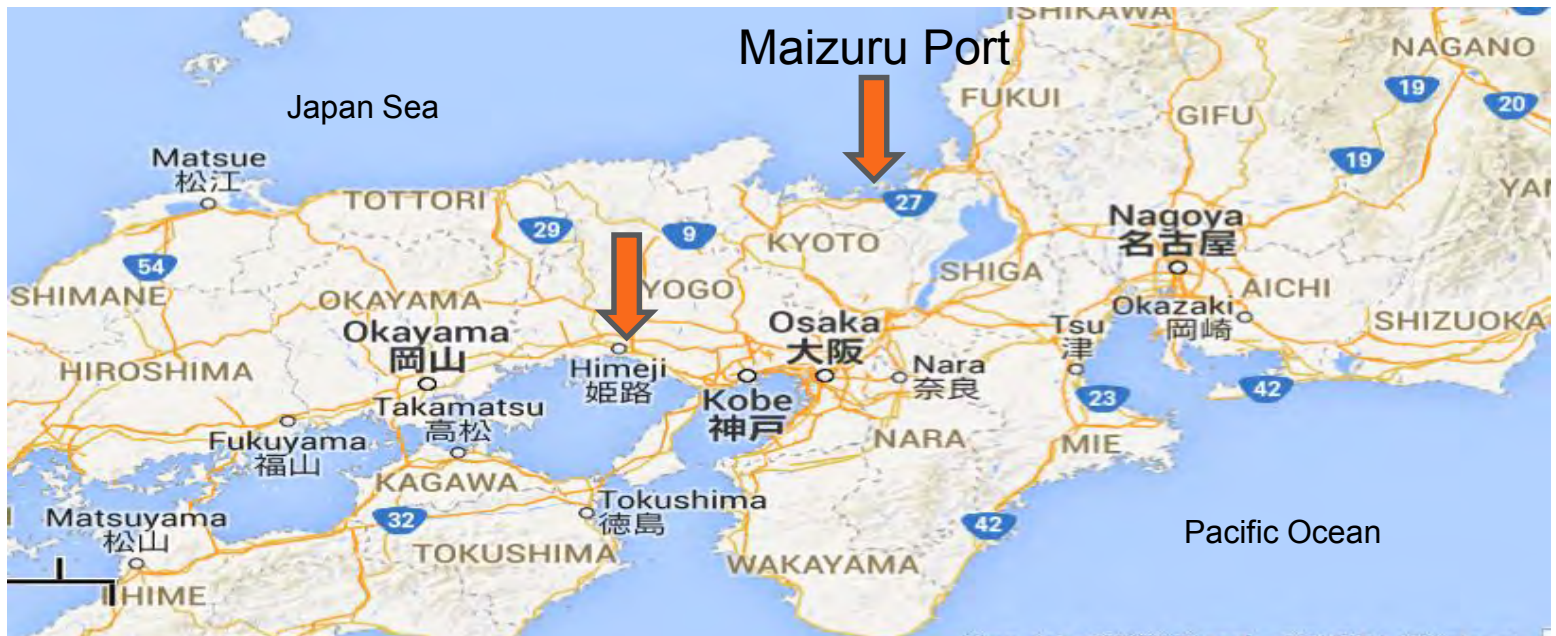 ISHIKAWA
Maizuru Port
NAGANO
19
20
FUKUI
GIFU
Japan Sea
Matsue
松江
19
TOTTORI
27
29
9
KYOTO
Nagoya
名古屋
54
SHIGA
SHIMANE
OKAYAMA
YOGO
AICHI
Okayama
岡山
Osaka
大阪
Okazaki
岡崎
Tsu
津
SHIZUOKA
HIROSHIMA
Himeji
姫路
Nara
奈良
42
23
Kobe
神戸
Takamatsu
高松
Fukuyama
福山
NARA
MIE
KAGAWA
Tokushima
徳島
Matsuyama
松山
32
42
Pacific Ocean
TOKUSHIMA
WAKAYAMA
HIME